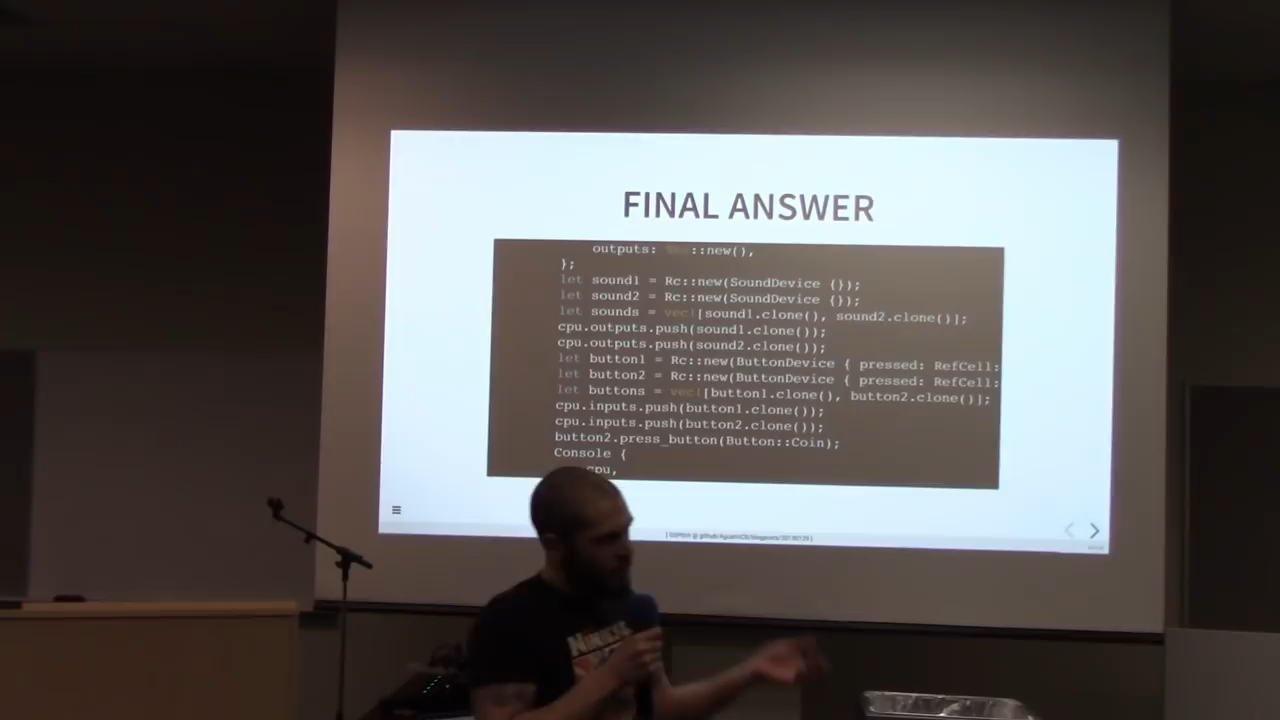 FINAL ANSWER
outputs: Vec::new(),
};
let sound1 = Rc::new(SoundDevice {});
let sound2 = Rc::new(SoundDevice {});
let sounds = vec![sound1.clone(), sound2.clone()];
cpu.outputs.push(sound1.clone());
cpu.outputs.push(sound2.clone());
let button1 = Rc::new(ButtonDevice { pressed: RefCell:
let button2 = Rc::new(ButtonDevice { pressed: RefCell:
let buttons = vec![button1.clone(), button2.clone()];
cpu.inputs.push(button1.clone());
cpu.inputs.push(button2.clone());
button2.press_button(Button::Coin);
Console {
cpu,